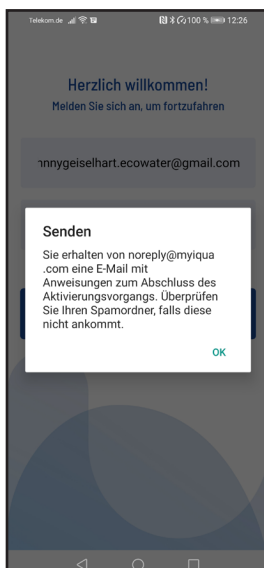 Telekom.de 100 % 12:26
Herzlich willkommen!
Melden Sie sich an, um fortzufahren
nnygeiselhart.ecowater@gmail.com
Senden
Sie erhalten von noreply@myiqua
.com eine E-Mail mit
Anweisungen zum Abschluss des
Aktivierungsvorgangs. Überprüfen
Sie Ihren Spamordner, falls diese
nicht ankommt.
OK